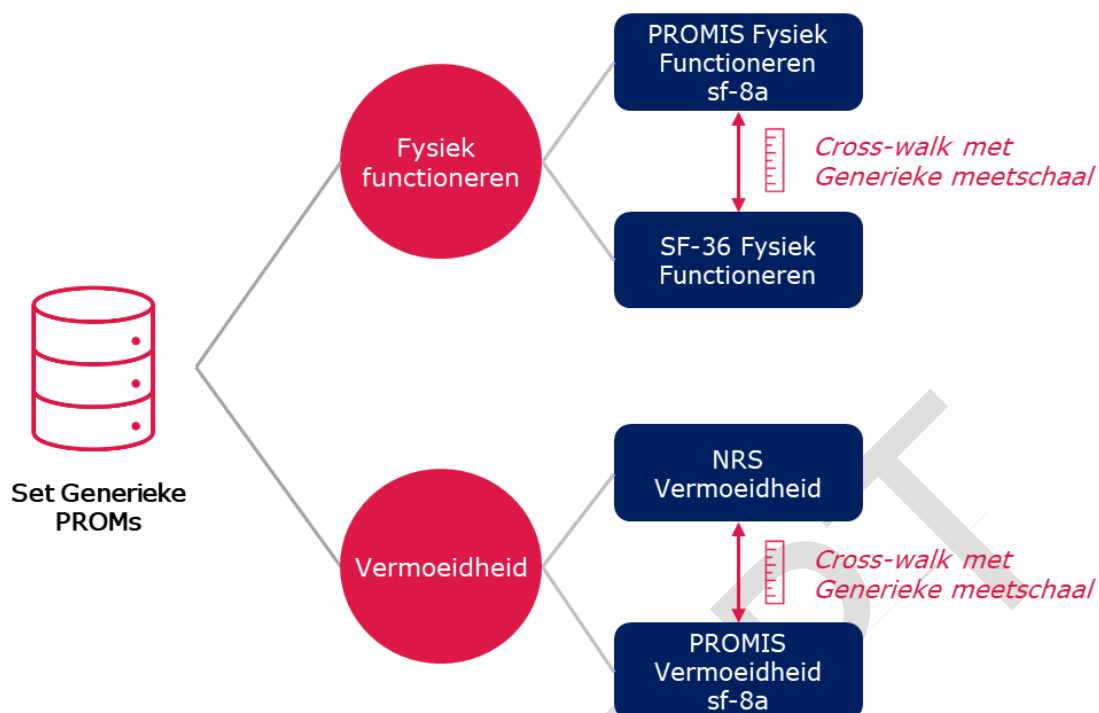 PROMIS Fysiek
Functioneren
sf-8a
Fysiek
functioneren
Cross-walk met
Generieke meetschaal
SF-36 Fysiek
Functioneren
Set Generieke
PROMs
NRS
Vermoeidheid
Vermoeidheid
Cross-walk met
Generieke meetschaal
PROMIS
Vermoeidheid
sf-8a
PT